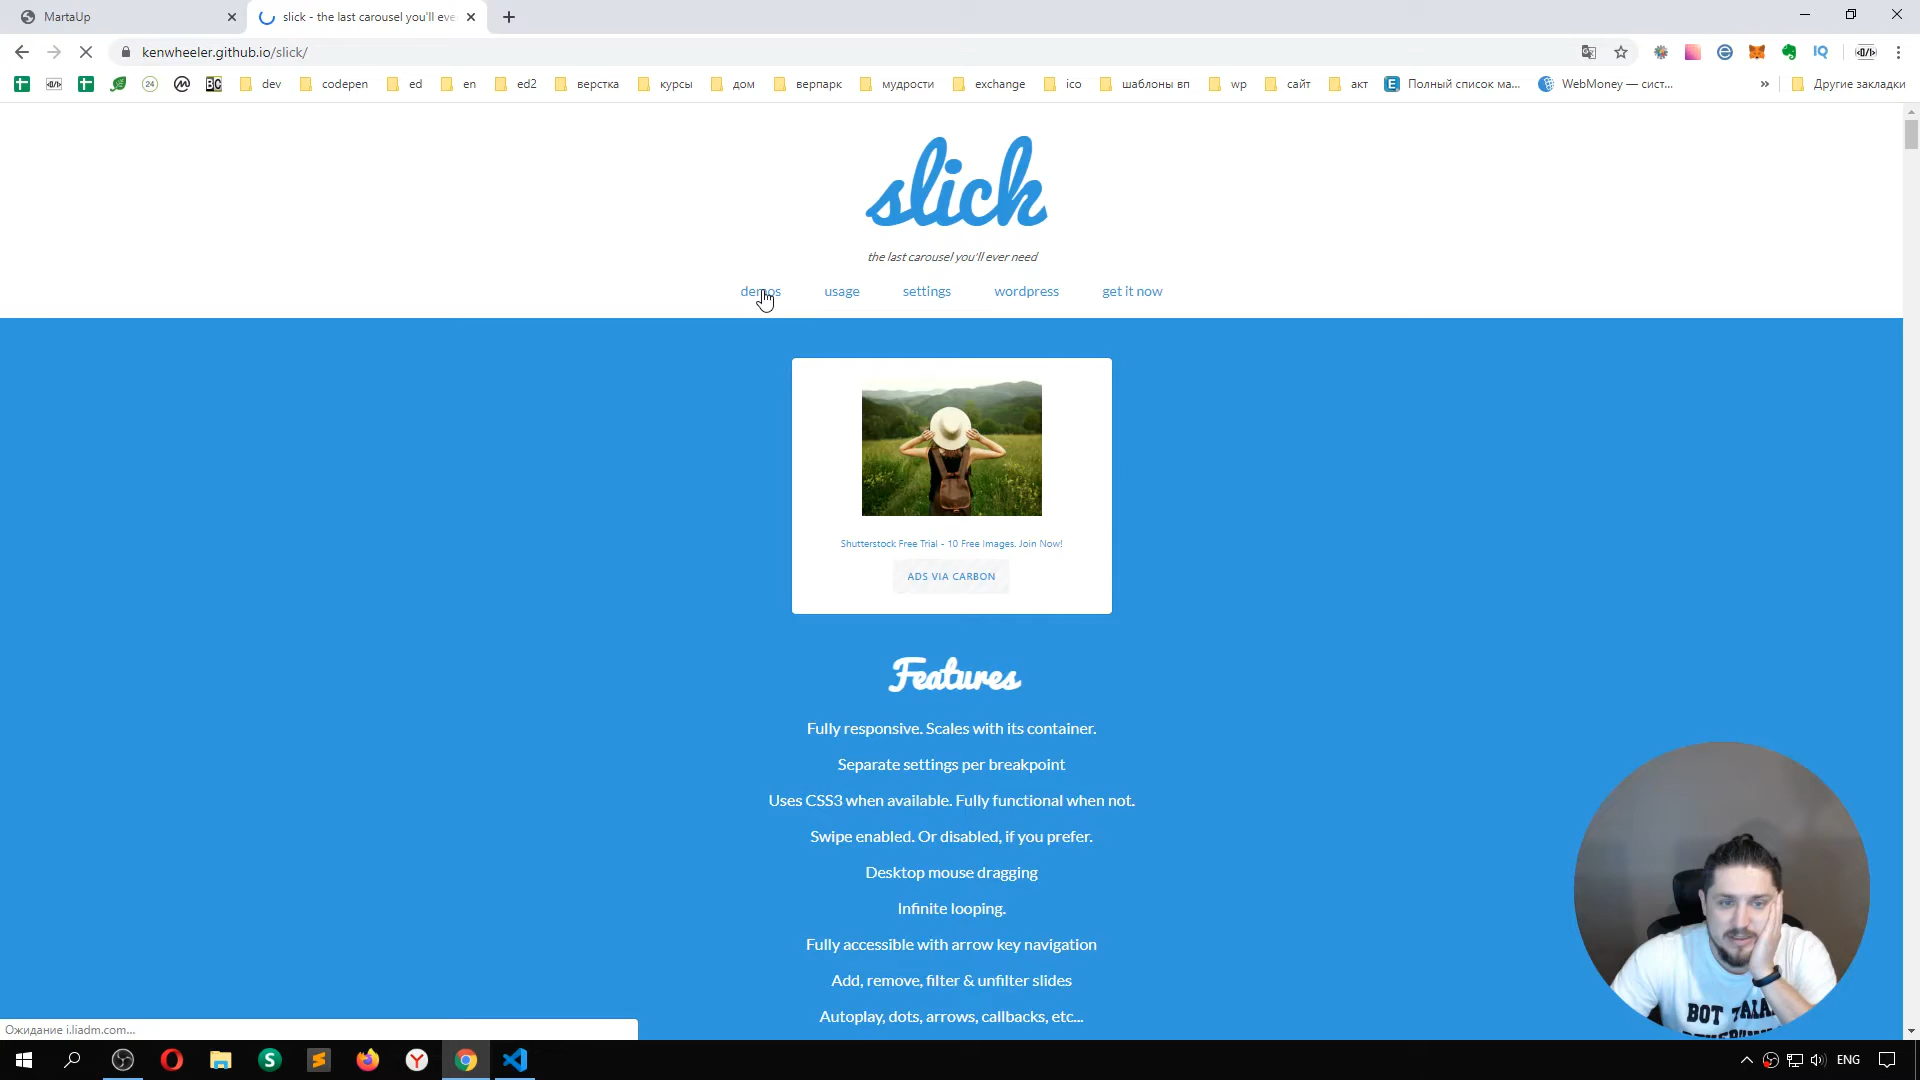 MartaUp
slick - the last carousel you'll eve
kenwheeler.github.io/slick/
24
BC
dev
codepen
ed
en
ed2
верстка
курсы
дом
верпарк
мудрости
exchange
ico
шаблоны вп
wp
сайт
акт
E
Полный список ма...
WebMoney — сист...
»
Другие закладки
IQ
slick
the last carousel you'll ever need
demos
usage
settings
wordpress
get it now
Shutterstock Free Trial - 10 Free Images. Join Now!
ADS VIA CARBON
Features
Fully responsive. Scales with its container.
Separate settings per breakpoint
Uses CSS3 when available. Fully functional when not.
Swipe enabled. Or disabled, if you prefer.
Desktop mouse dragging
Infinite looping.
Fully accessible with arrow key navigation
Add, remove, filter & unfilter slides
Autoplay, dots, arrows, callbacks, etc...
Ожидание i.liadm.com...
ENG